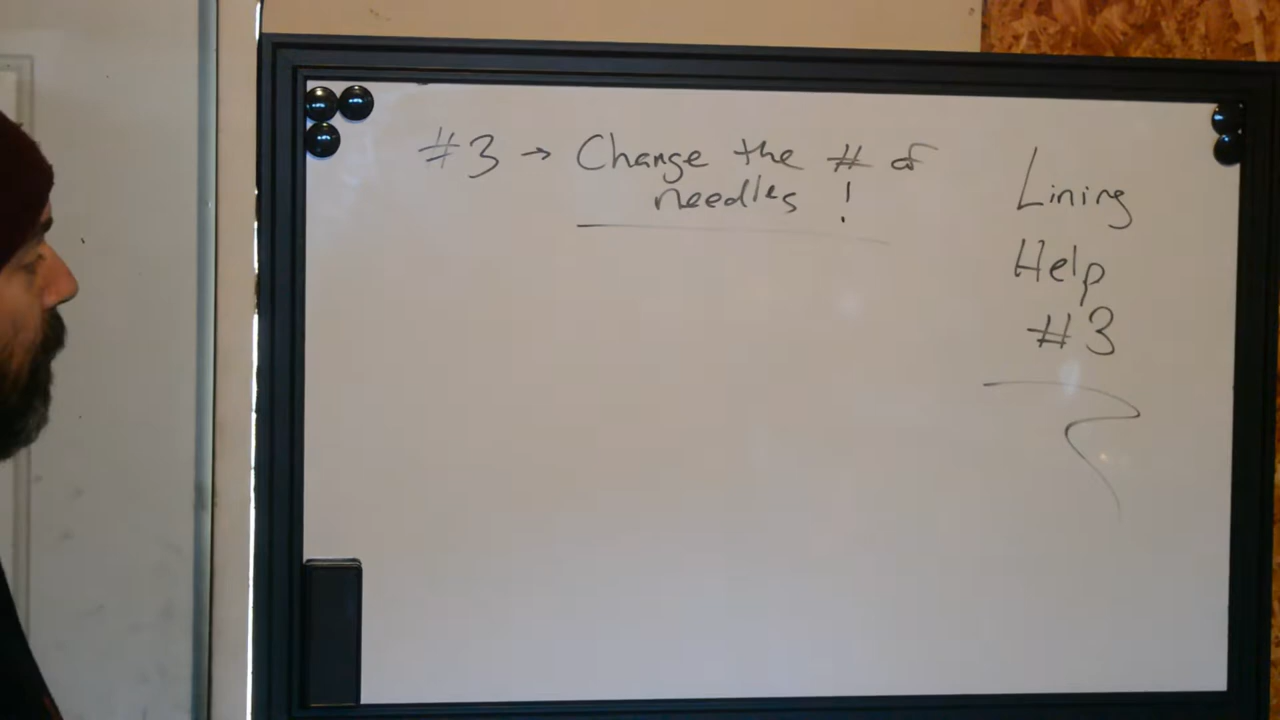 #3 → Change the # of
needles !
Lining
Help
#3